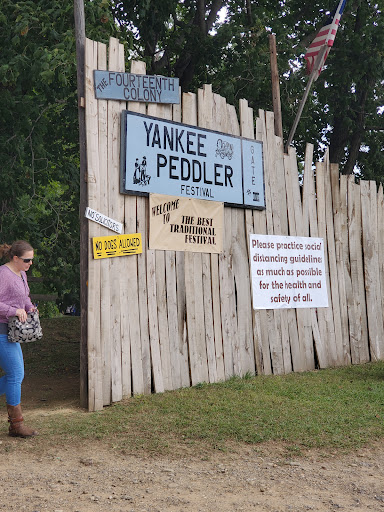 THE FOURTEENTH
COLONY
YANKEE
PEDDLER
FESTIVAL
GATE
NO SOLICITORS
NO DOGS ALLOWED
WELCOME TO
THE BEST
TRADITIONAL
FESTIVAL
Please practice social
distancing guidelines
as much as possible
for the health and
safety of all.